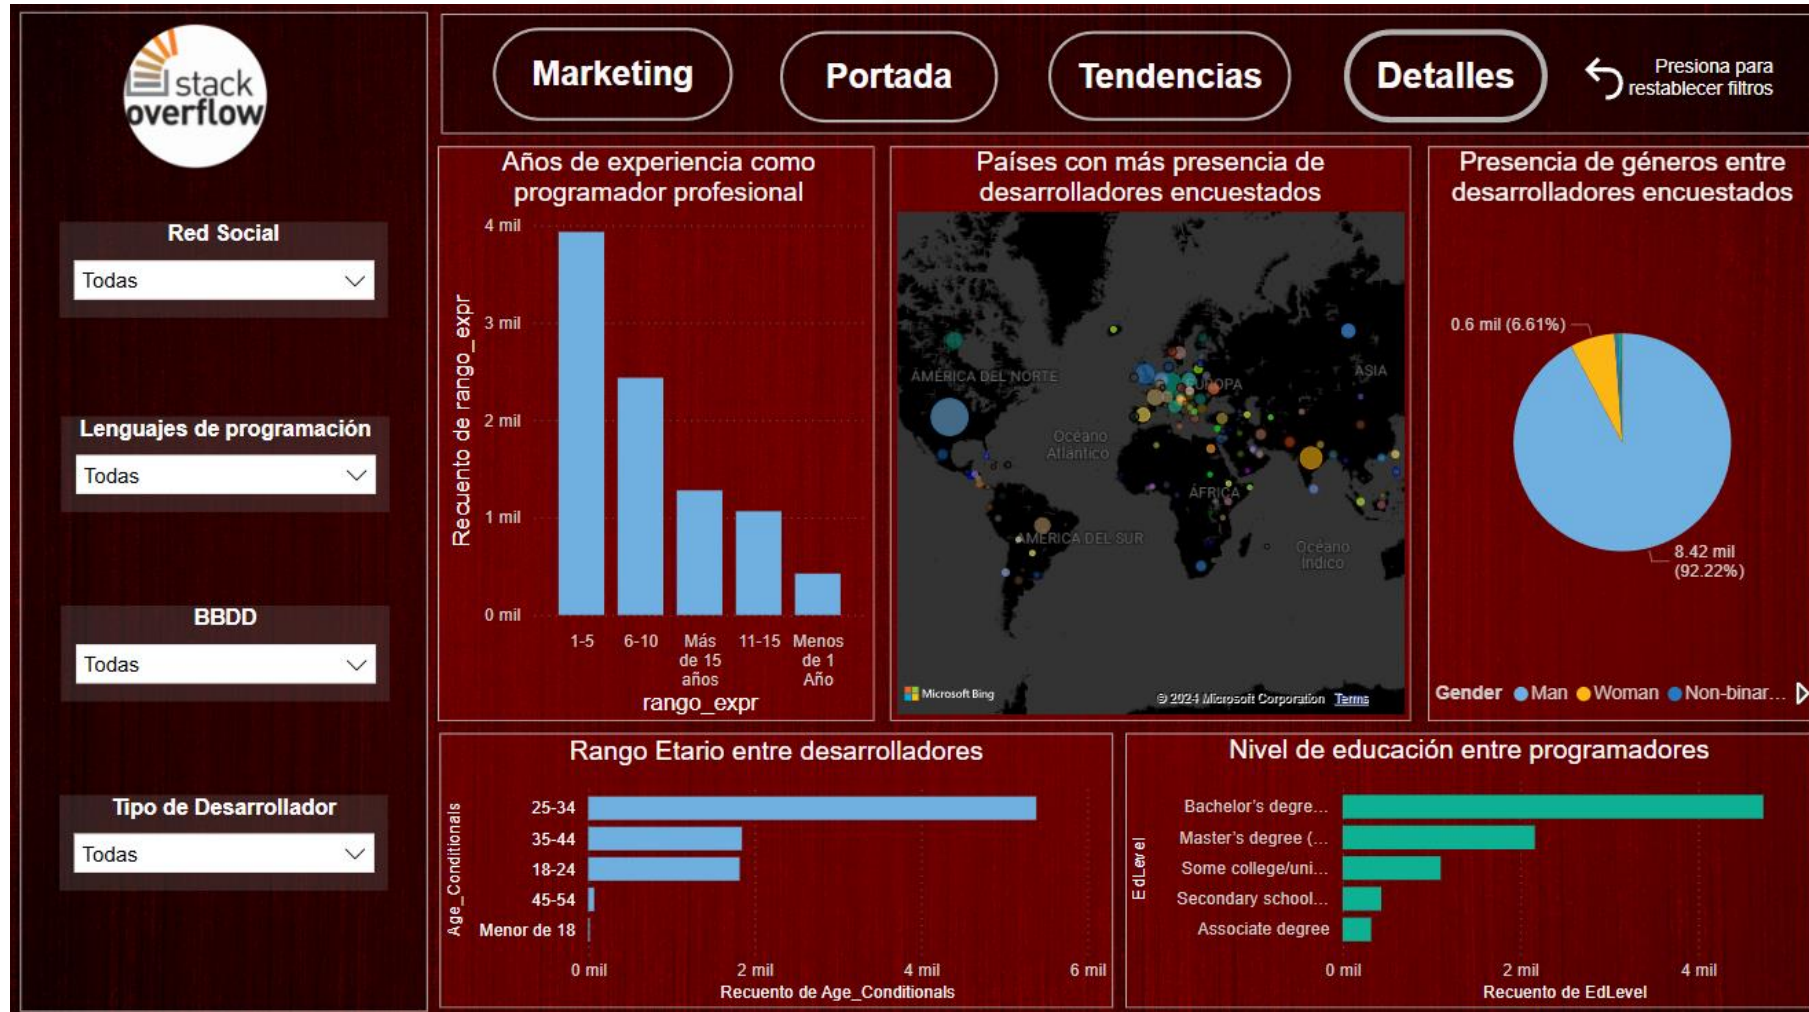 stack
overflow
Marketing
Portada
Tendencias
Detalles
Presiona para
restablecer filtros
Red Social
Todas
Lenguajes de programación
Todas
BBDD
Todas
Tipo de Desarrollador
Todas
Años de experiencia como
programador profesional
Recuento de rango_expr
4 mil
3 mil
2 mil
1 mil
0 mil
1-5
6-10
Más
de 15
años
11-15
Menos
de 1
Año
rango_expr
Países con más presencia de
desarrolladores encuestados
AMÉRICA DEL NORTE
EUROPA
ASIA
Océano
Atlántico
ÁFRICA
AMÉRICA DEL SUR
Océano
Índico
Microsoft Bing
© 2024 Microsoft Corporation Terms
Presencia de géneros entre
desarrolladores encuestados
0.6 mil (6.61%)
8.42 mil
(92.22%)
Gender Man Woman Non-binar...
Rango Etario entre desarrolladores
Age_Conditionals
25-34
35-44
18-24
45-54
Menor de 18
0 mil 2 mil 4 mil 6 mil
Recuento de Age_Conditionals
Nivel de educación entre programadores
EdLevel
Bachelor's degre...
Master's degree (...
Some college/uni...
Secondary school...
Associate degree
0 mil 2 mil 4 mil
Recuento de EdLevel